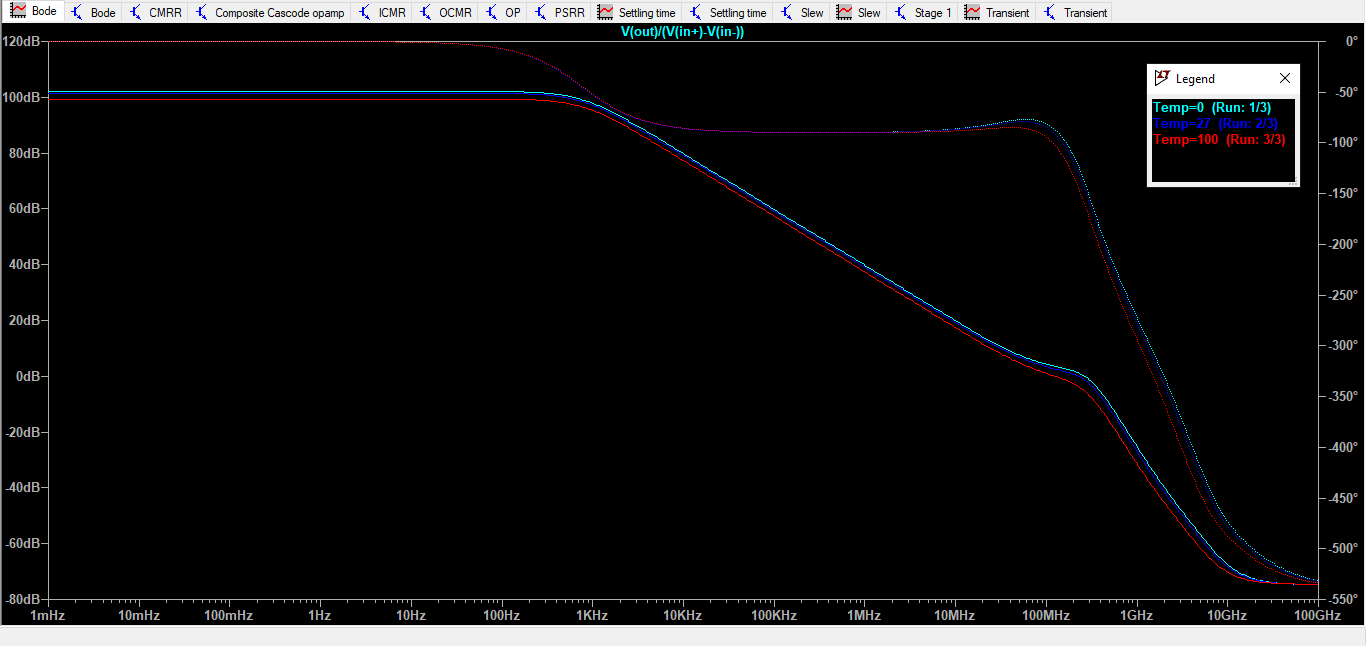 Bode Bode CMRR Composite Cascode opamp ICMR OCMR OP PSRR Settling time Settling time Slew Slew Stage 1 Transient Transient
V(out)/(V(in+)-V(in-))
120dB 0°
100dB -50°
80dB -100°
60dB -150°
40dB -200°
20dB -250°
0dB -300°
-20dB -350°
-40dB -400°
-60dB -450°
-80dB -500°
-550°
1mHz 10mHz 100mHz 1Hz 10Hz 100Hz 1KHz 10KHz 100KHz 1MHz 10MHz 100MHz 1GHz 10GHz 100GHz
Legend
Temp=0 (Run: 1/3)
Temp=27 (Run: 2/3)
Temp=100 (Run: 3/3)